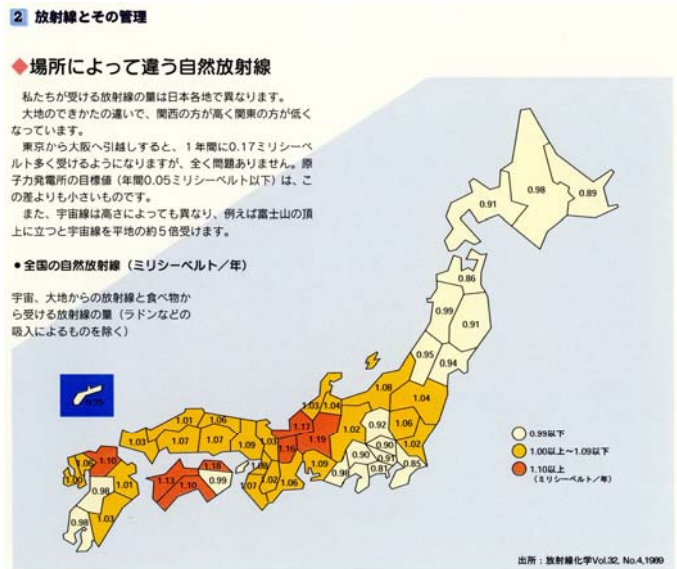 2 放射線とその管理
◆場所によって違う自然放射線
私たちが受ける放射線の量は日本各地で異なります。
大地のできかたの違いで、関西の方が高く関東の方が低く
なっています。
東京から大阪へ引越しすると、1年間に0.17ミリシーベ
ルト多く受けるようになりますが、全く問題ありません。原
子力発電所の目標値（年間0.05ミリシーベルト以下）は、こ
の差よりも小さいものです。
また、宇宙線は高さによっても異なり、例えば富士山の頂
上に立つと宇宙線を平地の約5倍受けます。
●全国の自然放射線（ミリシーベルト／年）
宇宙、大地からの放射線と食べ物か
ら受ける放射線の量（ラドンなどの
吸入によるものを除く）
0.98
0.89
0.91
0.86
0.99
0.91
0.95
0.94
1.08
1.04
1.03
1.04
1.02
0.92
1.06
1.17
1.19
1.16
1.02
0.90
0.90
0.91
0.81
0.85
0.98
1.09
1.01
1.06
1.03
1.07
1.07
1.09
1.03
1.02
1.06
1.07
1.18
0.99
1.13
1.10
1.10
1.06
1.00
1.01
0.98
1.03
0.98
0.99以下
1.00以上～1.09以下
1.10以上
（ミリシーベルト／年）
出所：放射線化学Vol.32, No.4,1989